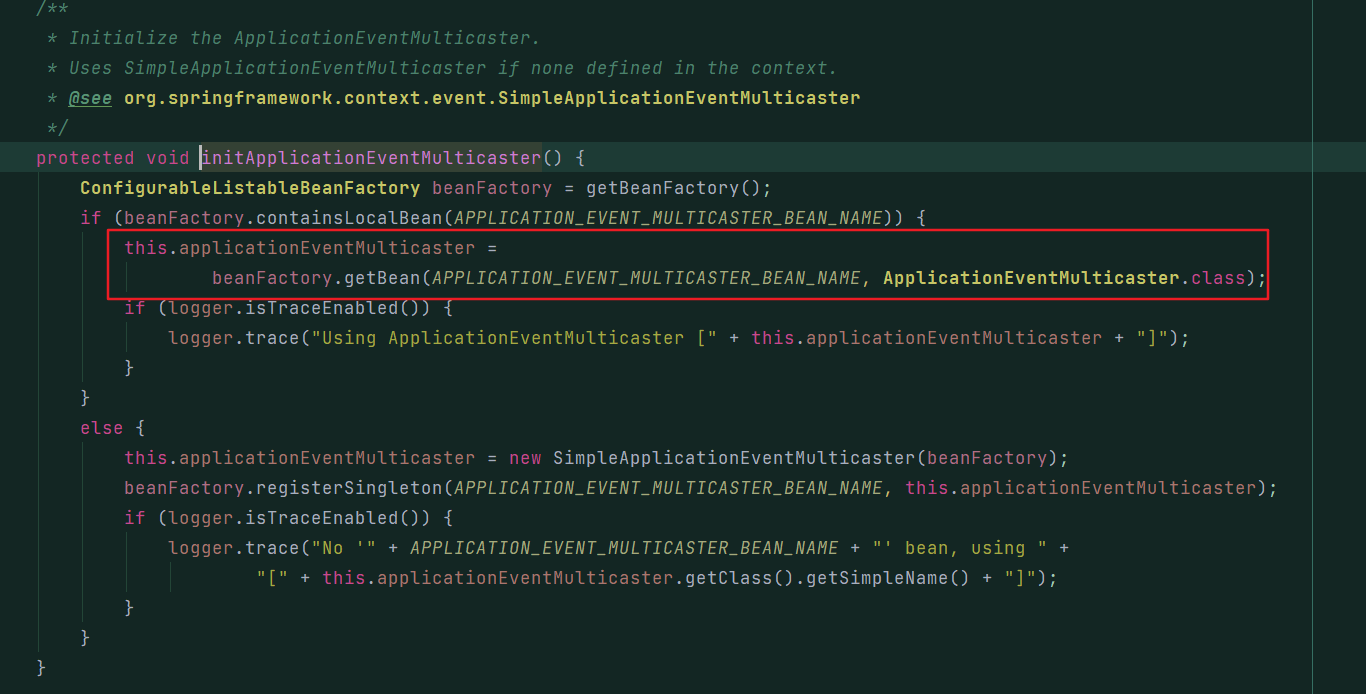 /**
 * Initialize the ApplicationEventMulticaster.
 * Uses SimpleApplicationEventMulticaster if none defined in the context.
 * @see org.springframework.context.event.SimpleApplicationEventMulticaster
 */
protected void initApplicationEventMulticaster() {
    ConfigurableListableBeanFactory beanFactory = getBeanFactory();
    if (beanFactory.containsLocalBean(APPLICATION_EVENT_MULTICASTER_BEAN_NAME)) {
        this.applicationEventMulticaster =
                beanFactory.getBean(APPLICATION_EVENT_MULTICASTER_BEAN_NAME, ApplicationEventMulticaster.class);
        if (logger.isTraceEnabled()) {
            logger.trace("Using ApplicationEventMulticaster [" + this.applicationEventMulticaster + "]");
        }
    }
    else {
        this.applicationEventMulticaster = new SimpleApplicationEventMulticaster(beanFactory);
        beanFactory.registerSingleton(APPLICATION_EVENT_MULTICASTER_BEAN_NAME, this.applicationEventMulticaster);
        if (logger.isTraceEnabled()) {
            logger.trace("No '" + APPLICATION_EVENT_MULTICASTER_BEAN_NAME + "' bean, using " +
                    "[" + this.applicationEventMulticaster.getClass().getSimpleName() + "]");
        }
    }
}